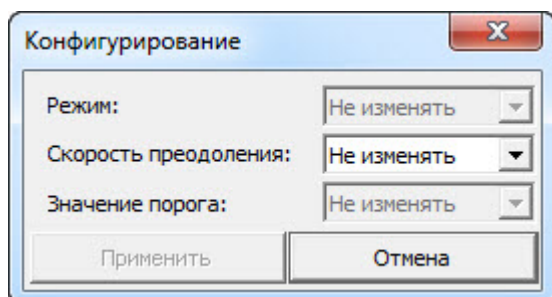 Конфигурирование
Режим: Не изменять
Скорость преодоления: Не изменять
Значение порога: Не изменять
Применить Отмена